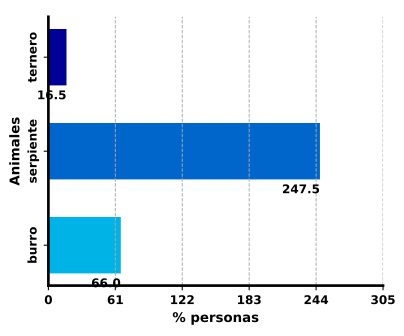 ternero
16.5
Animales
serpiente
247.5
burro
66.0
0 61 122 183 244 305
% personas